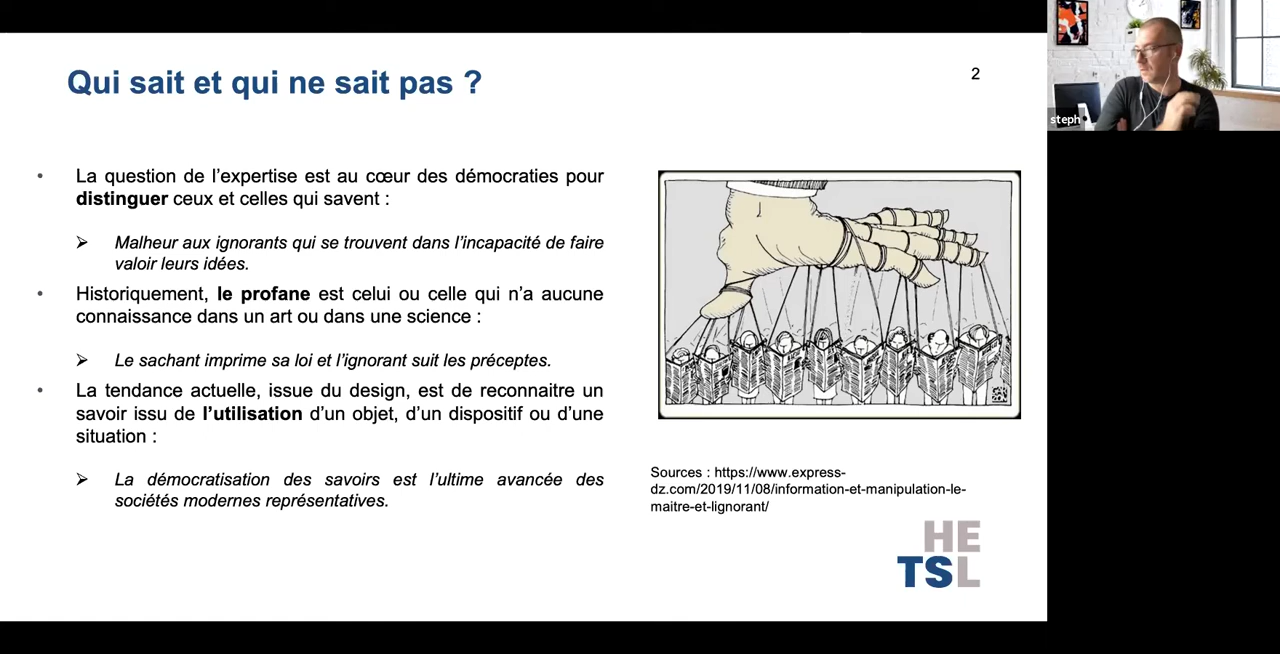 Qui sait et qui ne sait pas ?
2
steph
• La question de l’expertise est au cœur des démocraties pour
distinguer ceux et celles qui savent :
➢ Malheur aux ignorants qui se trouvent dans l’incapacité de faire
valoir leurs idées.
• Historiquement, le profane est celui ou celle qui n’a aucune
connaissance dans un art ou dans une science :
➢ Le sachant imprime sa loi et l’ignorant suit les préceptes.
• La tendance actuelle, issue du design, est de reconnaitre un
savoir issu de l’utilisation d’un objet, d’un dispositif ou d’une
situation :
➢ La démocratisation des savoirs est l’ultime avancée des
sociétés modernes représentatives.
Sources : https://www.express-
dz.com/2019/11/08/information-et-manipulation-le-
maitre-et-lignorant/
HE
TSL